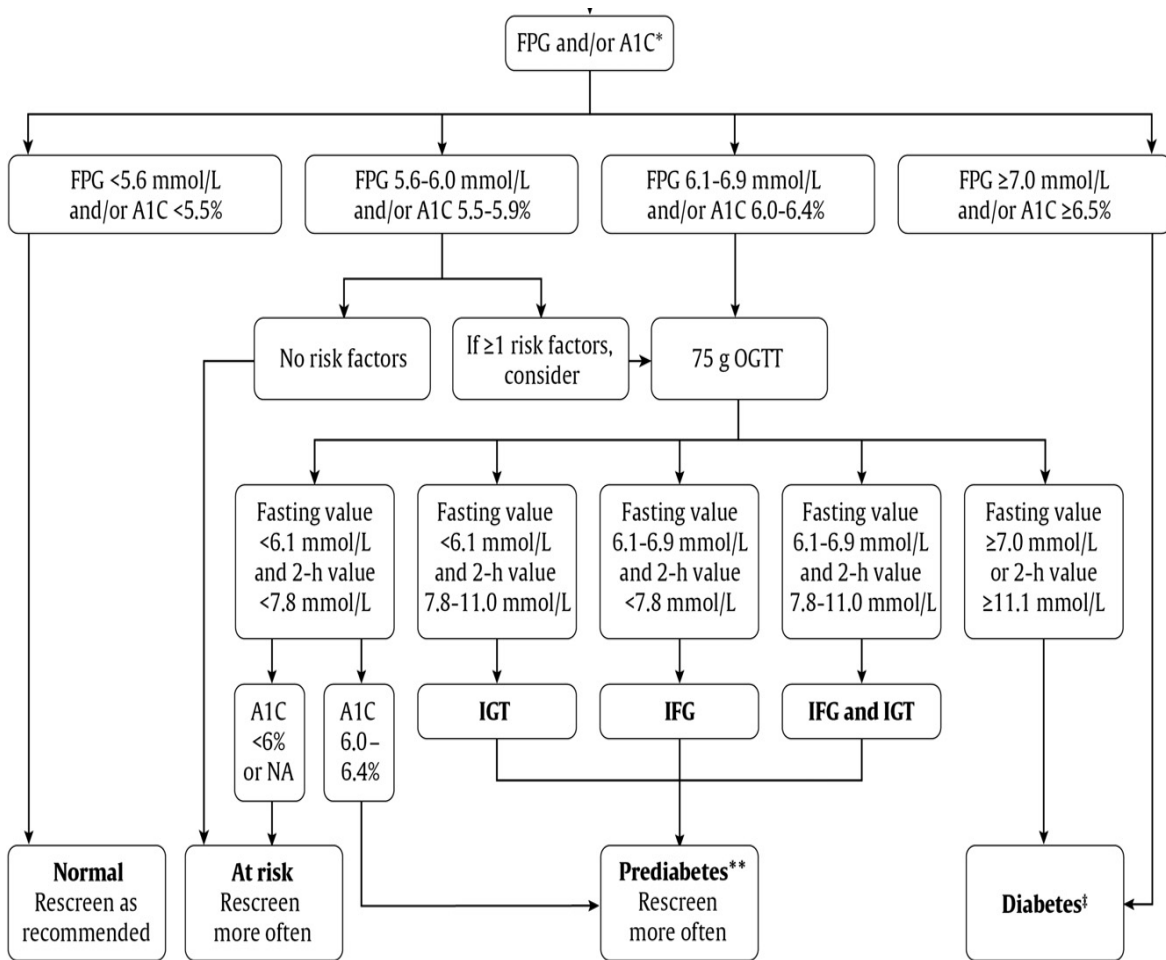 FPG and/or A1C*
FPG <5.6 mmol/L
and/or A1C <5.5%
FPG 5.6-6.0 mmol/L
and/or A1C 5.5-5.9%
FPG 6.1-6.9 mmol/L
and/or A1C 6.0-6.4%
FPG ≥7.0 mmol/L
and/or A1C ≥6.5%
No risk factors
If ≥1 risk factors,
consider
75 g OGTT
Fasting value
<6.1 mmol/L
and 2-h value
<7.8 mmol/L
Fasting value
<6.1 mmol/L
and 2-h value
7.8-11.0 mmol/L
Fasting value
6.1-6.9 mmol/L
and 2-h value
<7.8 mmol/L
Fasting value
6.1-6.9 mmol/L
and 2-h value
7.8-11.0 mmol/L
Fasting value
≥7.0 mmol/L
or 2-h value
≥11.1 mmol/L
A1C
<6%
or NA
A1C
6.0–
6.4%
IGT
IFG
IFG and IGT
Normal
Rescreen as
recommended
At risk
Rescreen
more often
Prediabetes**
Rescreen
more often
Diabetes‡